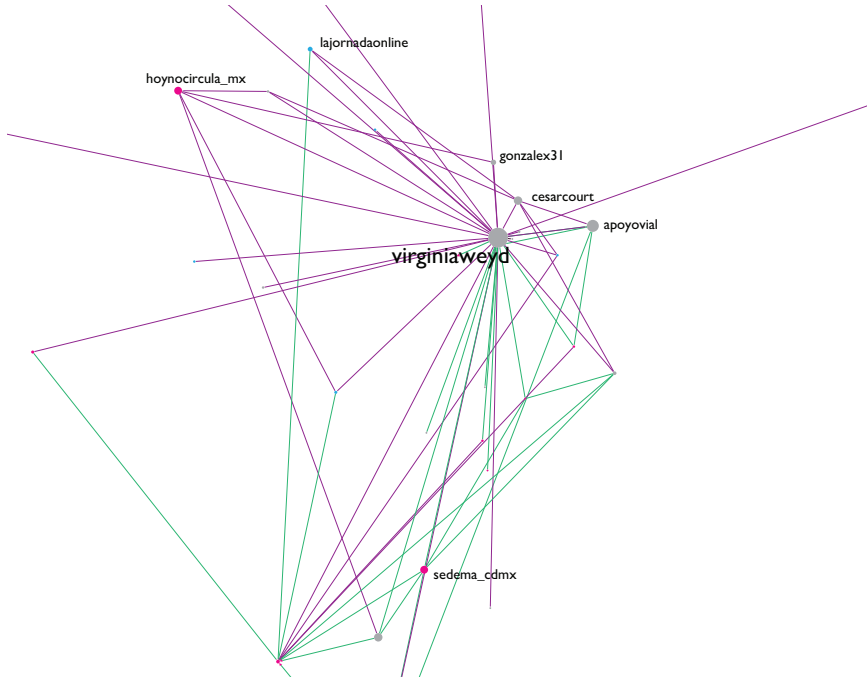 lajornadaonline
hoynocircula_mx
gonzalex31
cesarcourt
apoyovial
virginiaweyd
sedema_cdmx